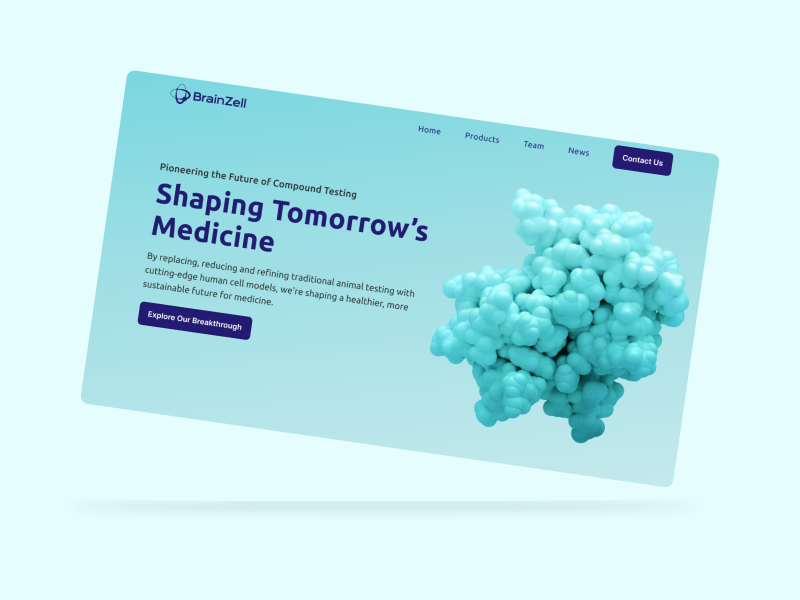 BrainZell
Home
Products
Team
News
Contact Us
Pioneering the Future of Compound Testing
Shaping Tomorrow's
Medicine
By replacing, reducing and refining traditional animal testing with
cutting-edge human cell models, we're shaping a healthier, more
sustainable future for medicine.
Explore Our Breakthrough